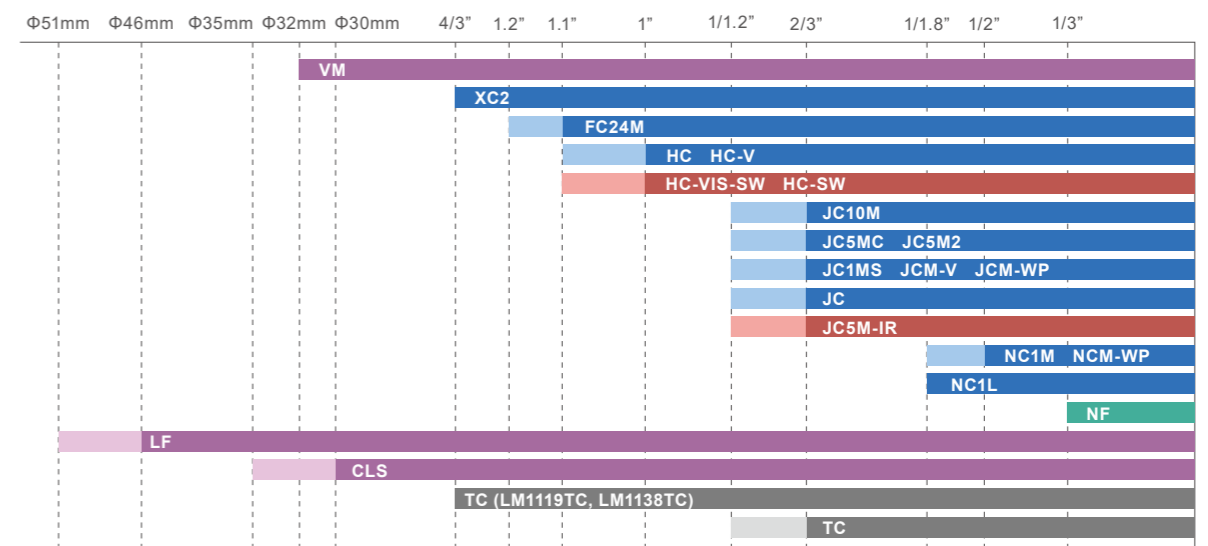 Φ51mm Φ46mm Φ35mm Φ32mm Φ30mm 4/3” 1.2” 1.1” 1” 1/1.2” 2/3” 1/1.8” 1/2” 1/3”
VM
XC2
FC24M
HC HC-V
HC-VIS-SW HC-SW
JC10M
JC5MC JC5M2
JC1MS JCM-V JCM-WP
JC
JC5M-IR
NC1M NCM-WP
NC1L
NF
LF
CLS
TC (LM1119TC, LM1138TC)
TC